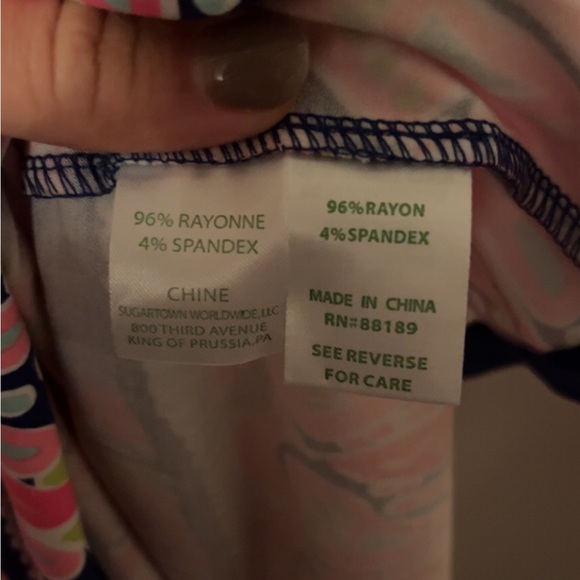 96% RAYONNE
4% SPANDEX
CHINE
SUGARTOWN WORLDWIDE, LLC
800 THIRD AVENUE
KING OF PRUSSIA, PA
96%RAYON
4%SPANDEX
MADE IN CHINA
RN#88189
SEE REVERSE
FOR CARE